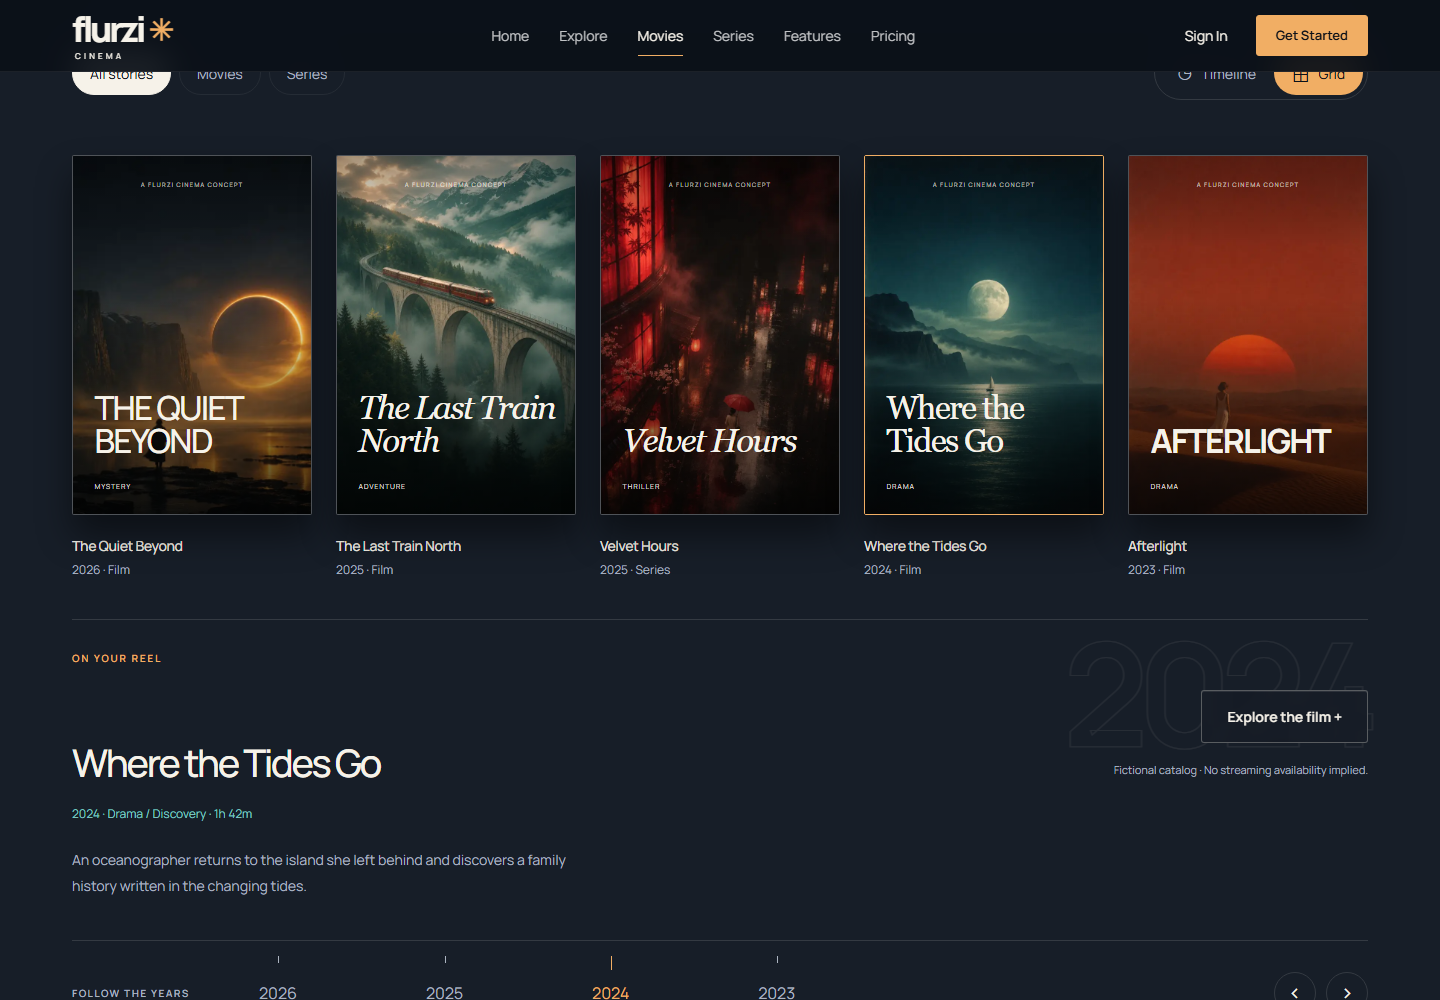 flurzi
CINEMA
Home
Explore
Movies
Series
Features
Pricing
Sign In
Get Started
All stories
Movies
Series
Timeline
Grid
A FLURZI CINEMA CONCEPT
THE QUIET
BEYOND
MYSTERY
A FLURZI CINEMA CONCEPT
The Last Train
North
ADVENTURE
A FLURZI CINEMA CONCEPT
Velvet Hours
THRILLER
A FLURZI CINEMA CONCEPT
Where the
Tides Go
DRAMA
A FLURZI CINEMA CONCEPT
AFTERLIGHT
DRAMA
The Quiet Beyond
2026 · Film
The Last Train North
2025 · Film
Velvet Hours
2025 · Series
Where the Tides Go
2024 · Film
Afterlight
2023 · Film
ON YOUR REEL
2024
Explore the film +
Fictional catalog · No streaming availability implied.
Where the Tides Go
2024 · Drama / Discovery · 1h 42m
An oceanographer returns to the island she left behind and discovers a family
history written in the changing tides.
FOLLOW THE YEARS
2026
2025
2024
2023